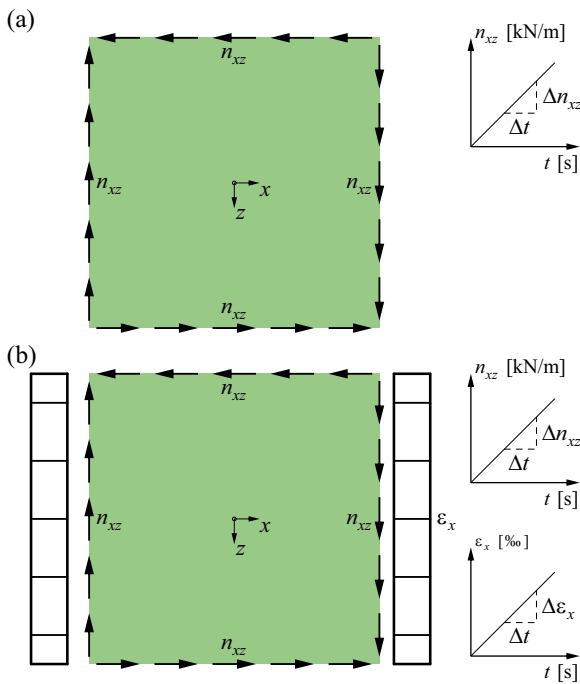 (a)
n_xz
n_xz
n_xz
x
z
n_xz
n_xz [kN/m]
Δn_xz
Δt
t [s]
(b)
n_xz
n_xz
n_xz
x
z
n_xz
ε_x
n_xz [kN/m]
Δn_xz
Δt
t [s]
ε_x [‰]
Δε_x
Δt
t [s]